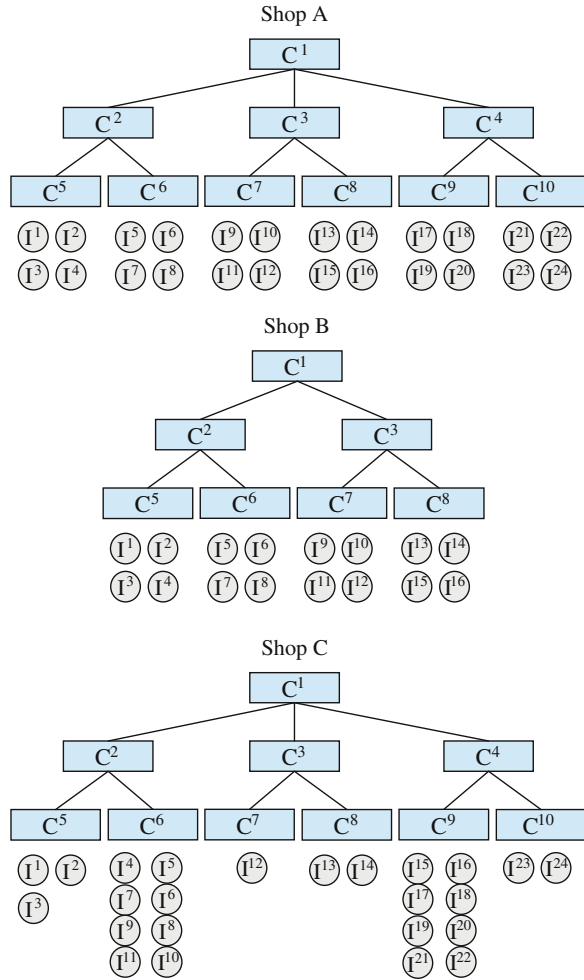 Shop A
C¹
C² C³ C⁴
C⁵ C⁶ C⁷ C⁸ C⁹ C¹⁰
I¹ I² I⁵ I⁶ I⁹ I¹⁰ I¹³ I¹⁴ I¹⁷ I¹⁸ I²¹ I²²
I³ I⁴ I⁷ I⁸ I¹¹ I¹² I¹⁵ I¹⁶ I¹⁹ I²⁰ I²³ I²⁴
Shop B
C¹
C² C³
C⁵ C⁶ C⁷ C⁸
I¹ I² I⁵ I⁶ I⁹ I¹⁰ I¹³ I¹⁴
I³ I⁴ I⁷ I⁸ I¹¹ I¹² I¹⁵ I¹⁶
Shop C
C¹
C² C³ C⁴
C⁵ C⁶ C⁷ C⁸ C⁹ C¹⁰
I¹ I² I⁴ I⁵ I¹² I¹³ I¹⁴ I¹⁵ I¹⁶ I²³ I²⁴
I³ I⁷ I⁶ I¹⁷ I¹⁸
I⁹ I⁸ I¹⁹ I²⁰
I¹¹ I¹⁰ I²¹ I²²